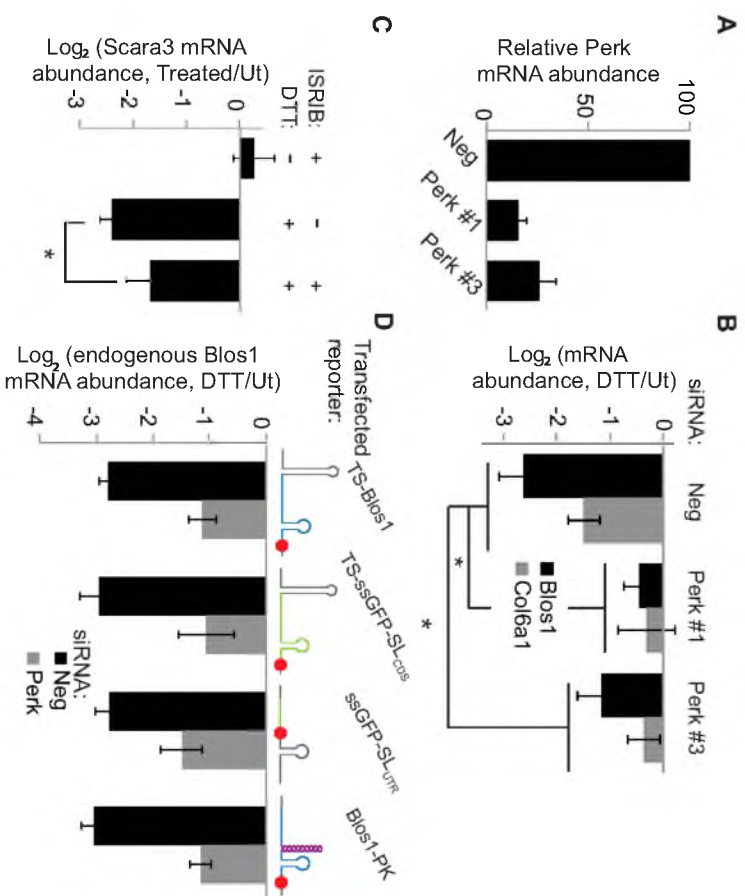 A
Relative Perk
mRNA abundance
100
50
0
Neg
Perk #1
Perk #3
B
Log₂ (mRNA
abundance, DTT/Ut)
siRNA:
Neg
Perk #1
Perk #3
0
-1
-2
-3
Blos1
Col6a1
*
*
C
Log₂ (Scara3 mRNA
abundance, Treated/Ut)
ISRIB: + - +
DTT: - + +
0
-1
-2
-3
*
D
Log₂ (endogenous Blos1
mRNA abundance, DTT/Ut)
Transfected
reporter:
TS-Blos1
TS-ssGFP-SL_CDS
ssGFP-SL_UTR
Blos1-PK
0
-1
-2
-3
-4
siRNA:
Neg
Perk